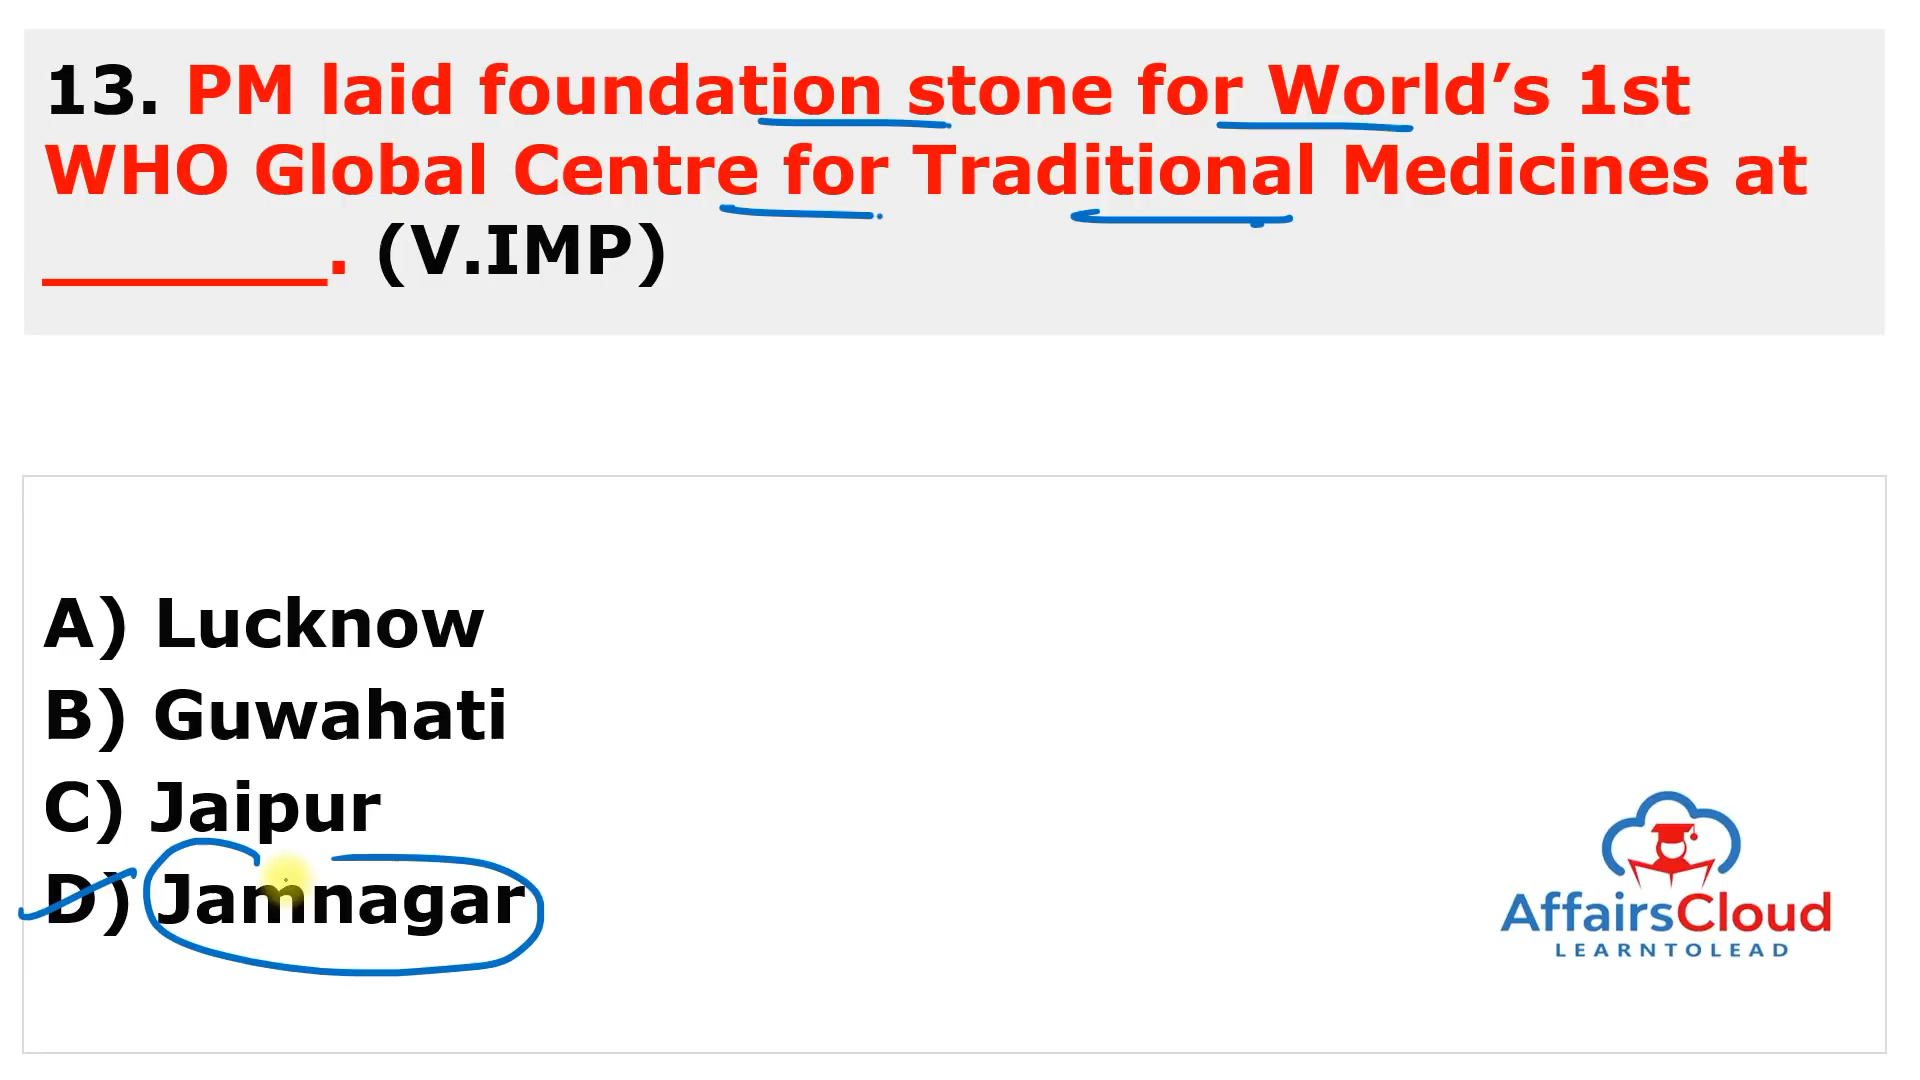 13. PM laid foundation stone for World’s 1st
WHO Global Centre for Traditional Medicines at
________. (V.IMP)
A) Lucknow
B) Guwahati
C) Jaipur
D) Jamnagar
AffairsCloud
LEARNTOLEAD